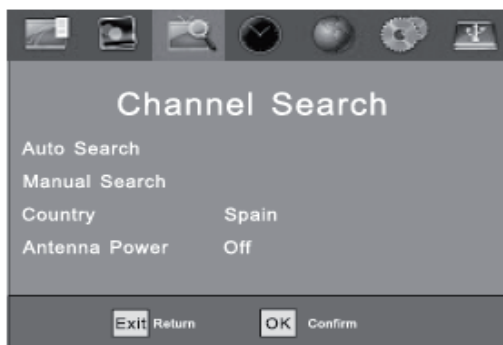 Channel Search
Auto Search
Manual Search
Country Spain
Antenna Power Off
Exit Return OK Confirm